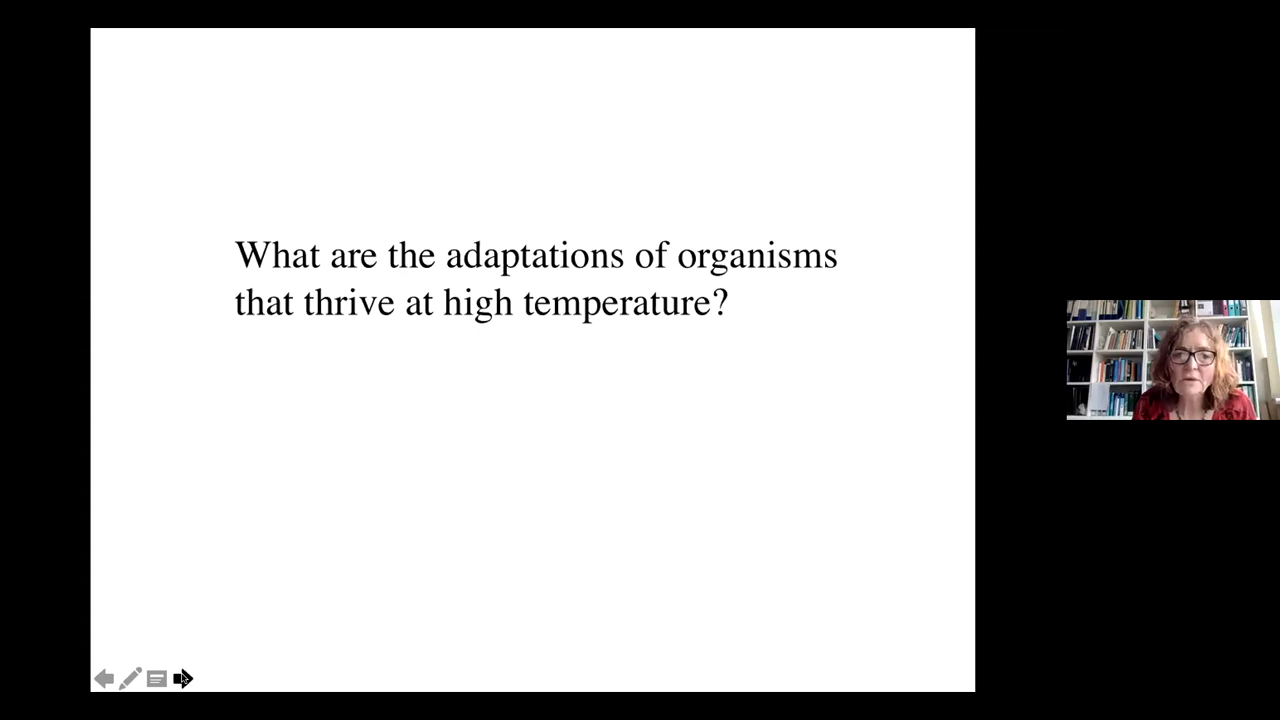 What are the adaptations of organisms
that thrive at high temperature?